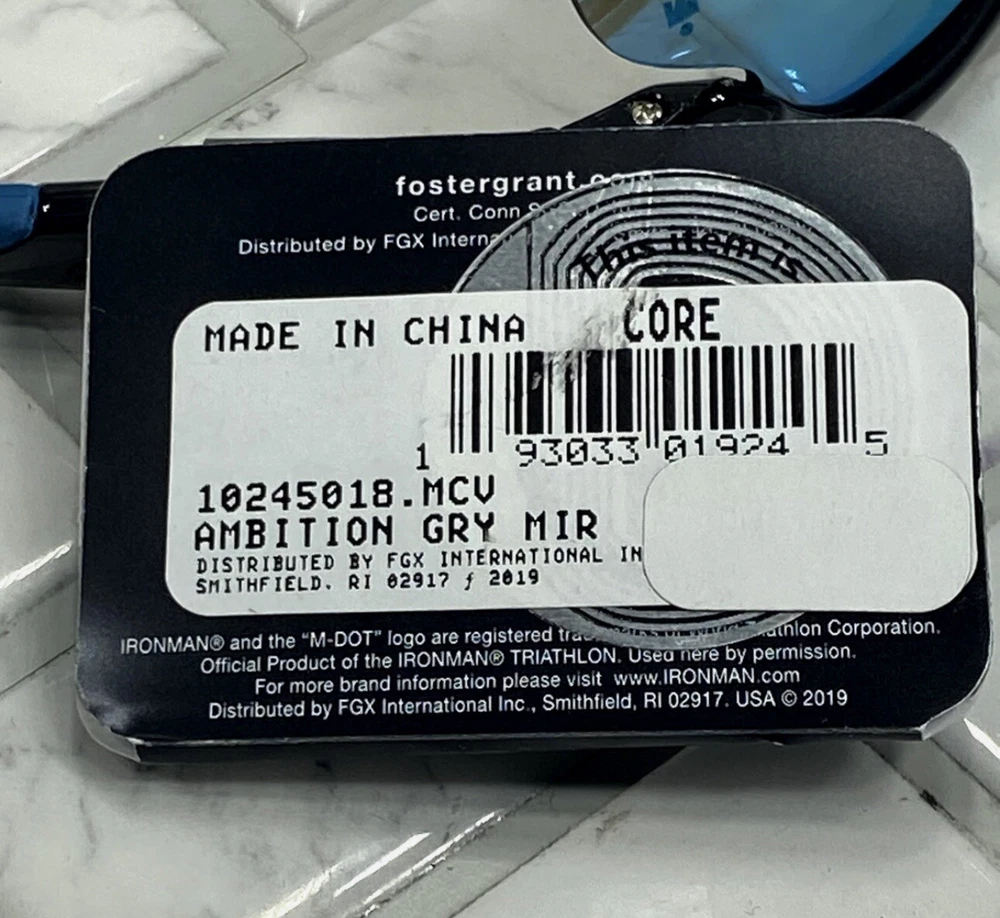 fostergrant.com
Cert. Conn
Distributed by FGX
This item is
MADE IN CHINA CORE
1 93033 01924 5
10245018.MCV
AMBITION GRY MIR
DISTRIBUTED BY FGX INTERNATIONAL IN
SMITHFIELD, RI 02917 ƒ 2019
IRONMAN® and the “M-DOT” logo are registered trademarks of World Triathlon Corporation.
Official Product of the IRONMAN® TRIATHLON. Used here by permission.
For more brand information please visit www.IRONMAN.com
Distributed by FGX International Inc., Smithfield, RI 02917. USA © 2019